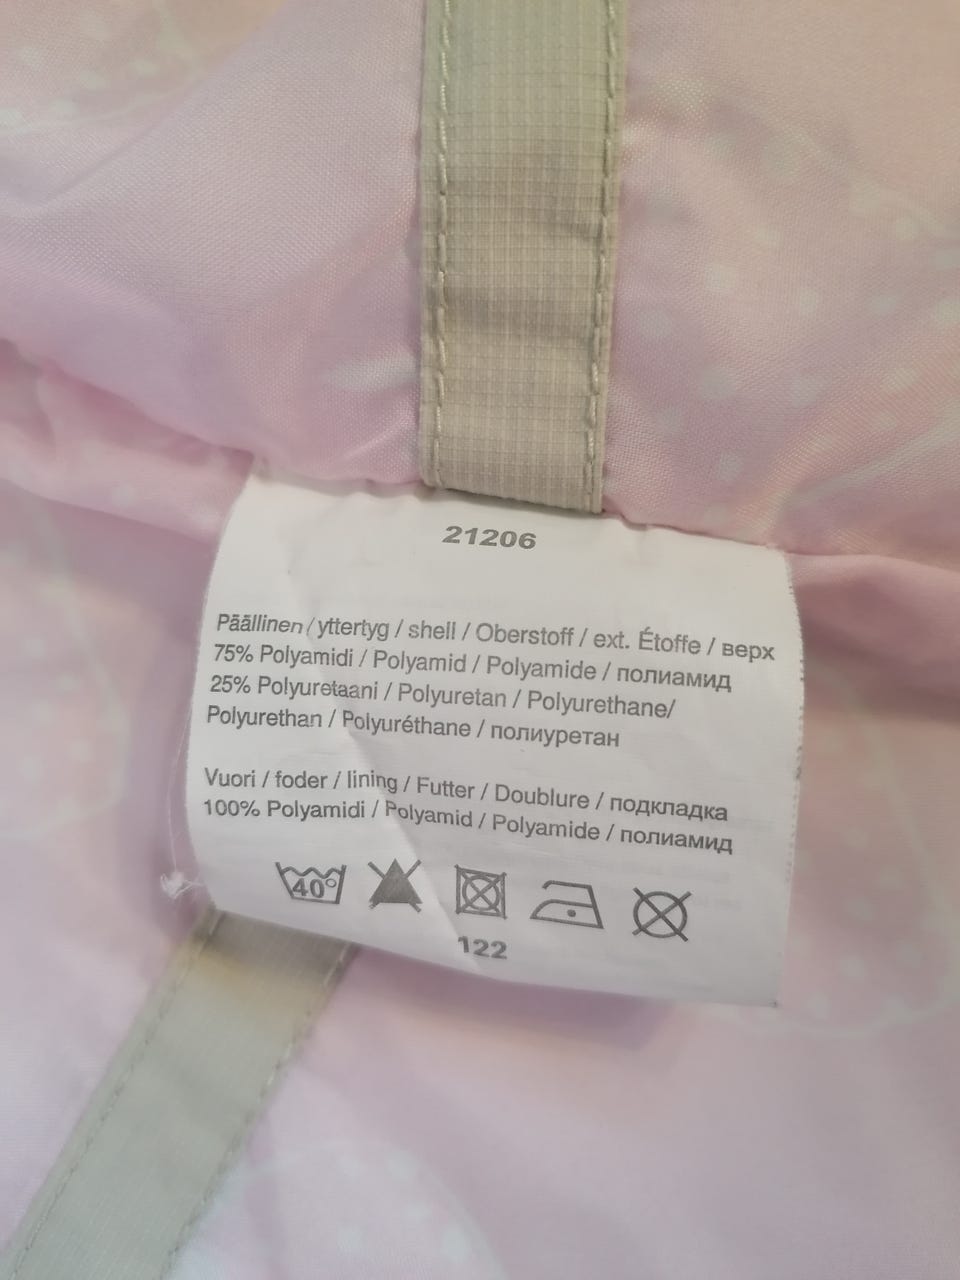 21206
Päällinen / yttertyg / shell / Oberstoff / ext. Étoffe / верх
75% Polyamidi / Polyamid / Polyamide / полиамид
25% Polyuretaani / Polyuretan / Polyurethane/
Polyurethan / Polyuréthane / полиуретан
Vuori / foder / lining / Futter / Doublure / подкладка
100% Polyamidi / Polyamid / Polyamide / полиамид
40°
122